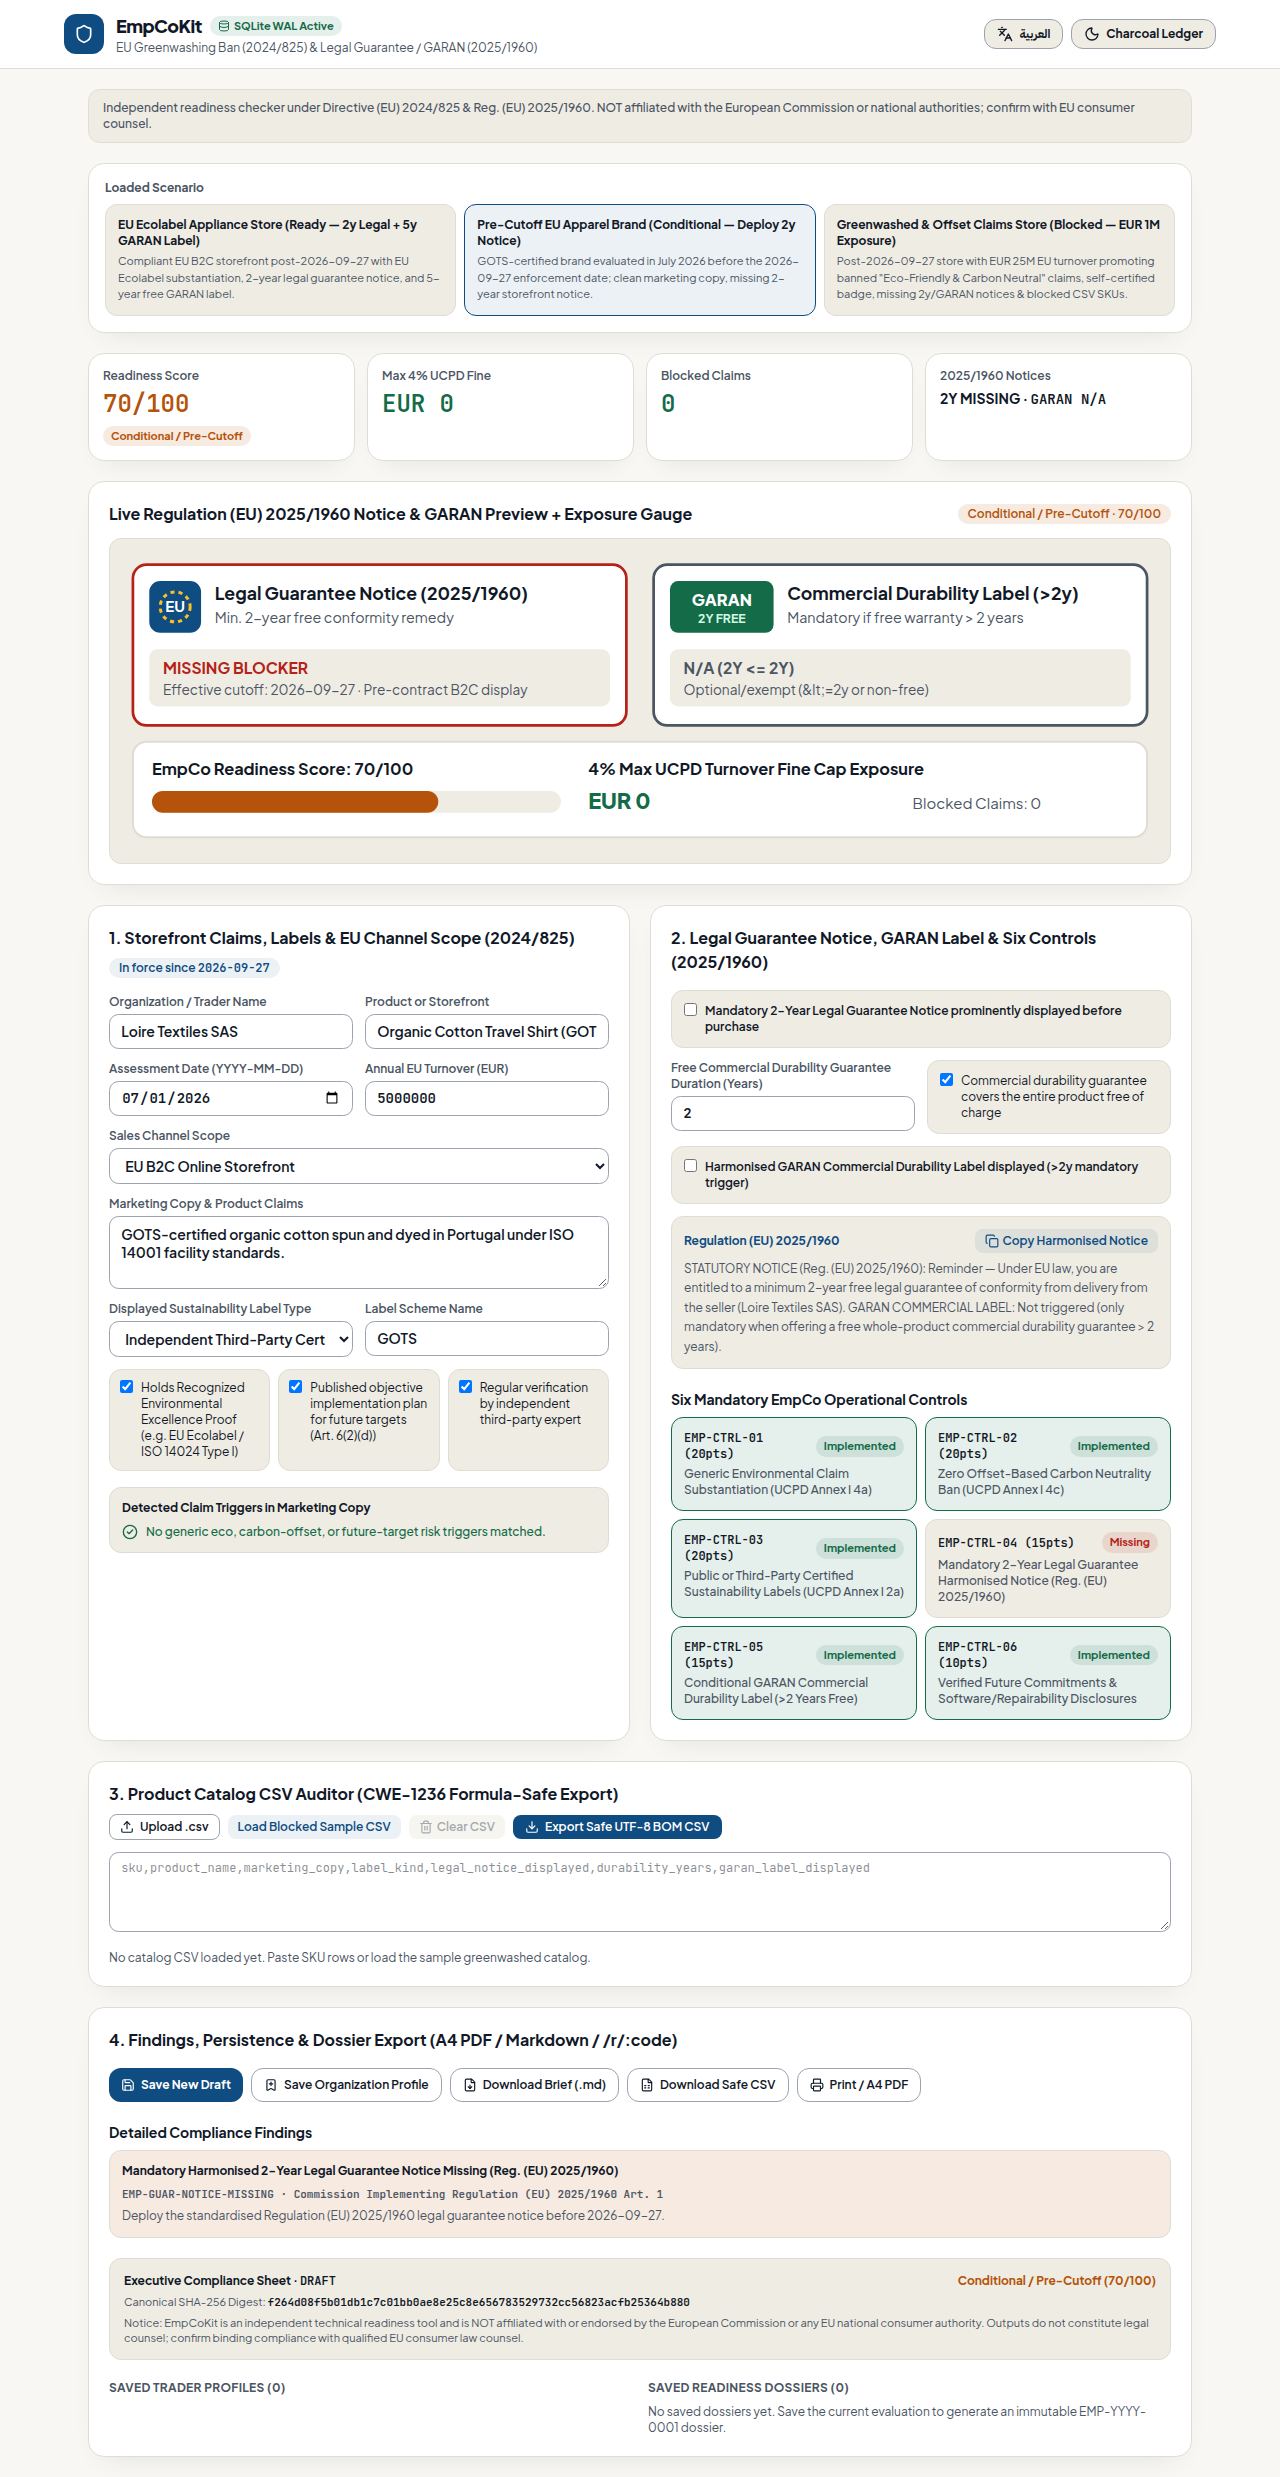 EmpCoKit
SQLite WAL Active
EU Greenwashing Ban (2024/825) & Legal Guarantee / GARAN (2025/1960)
العربية
Charcoal Ledger
Independent readiness checker under Directive (EU) 2024/825 & Reg. (EU) 2025/1960. NOT affiliated with the European Commission or national authorities; confirm with EU consumer
counsel.
Loaded Scenario
EU Ecolabel Appliance Store (Ready — 2y Legal + 5y
GARAN Label)
Compliant EU B2C storefront post-2026-09-27 with EU
Ecolabel substantiation, 2-year legal guarantee notice, and 5-
year free GARAN label.
Pre-Cutoff EU Apparel Brand (Conditional — Deploy 2y
Notice)
GOTS-certified brand evaluated in July 2026 before the 2026-
09-27 enforcement date; clean marketing copy, missing 2-
year storefront notice.
Greenwashed & Offset Claims Store (Blocked — EUR 1M
Exposure)
Post-2026-09-27 store with EUR 25M EU turnover promoting
banned "Eco-Friendly & Carbon Neutral" claims, self-certified
badge, missing 2y/GARAN notices & blocked CSV SKUs.
Readiness Score
70/100
Conditional / Pre-Cutoff
Max 4% UCPD Fine
EUR 0
Blocked Claims
0
2025/1960 Notices
2Y MISSING · GARAN N/A
Live Regulation (EU) 2025/1960 Notice & GARAN Preview + Exposure Gauge
Conditional / Pre-Cutoff · 70/100
EU
Legal Guarantee Notice (2025/1960)
Min. 2-year free conformity remedy
MISSING BLOCKER
Effective cutoff: 2026-09-27 · Pre-contract B2C display
GARAN
2Y FREE
Commercial Durability Label (>2y)
Mandatory if free warranty > 2 years
N/A (2Y <= 2Y)
Optional/exempt (&lt;=2y or non-free)
EmpCo Readiness Score: 70/100
4% Max UCPD Turnover Fine Cap Exposure
EUR 0
Blocked Claims: 0
1. Storefront Claims, Labels & EU Channel Scope (2024/825)
In force since 2026-09-27
Organization / Trader Name
Product or Storefront
Loire Textiles SAS
Organic Cotton Travel Shirt (GOT
Assessment Date (YYYY-MM-DD)
Annual EU Turnover (EUR)
07/01/2026
5000000
Sales Channel Scope
EU B2C Online Storefront
Marketing Copy & Product Claims
GOTS-certified organic cotton spun and dyed in Portugal under ISO
14001 facility standards.
Displayed Sustainability Label Type
Label Scheme Name
Independent Third-Party Cert
GOTS
Holds Recognized
Environmental
Excellence Proof
(e.g. EU Ecolabel /
ISO 14024 Type I)
Published objective
implementation plan
for future targets
(Art. 6(2)(d))
Regular verification
by independent
third-party expert
Detected Claim Triggers in Marketing Copy
No generic eco, carbon-offset, or future-target risk triggers matched.
2. Legal Guarantee Notice, GARAN Label & Six Controls
(2025/1960)
Mandatory 2-Year Legal Guarantee Notice prominently displayed before
purchase
Free Commercial Durability Guarantee
Duration (Years)
2
Commercial durability guarantee
covers the entire product free of
charge
Harmonised GARAN Commercial Durability Label displayed (>2y mandatory
trigger)
Regulation (EU) 2025/1960
Copy Harmonised Notice
STATUTORY NOTICE (Reg. (EU) 2025/1960): Reminder — Under EU law, you are
entitled to a minimum 2-year free legal guarantee of conformity from delivery from
the seller (Loire Textiles SAS). GARAN COMMERCIAL LABEL: Not triggered (only
mandatory when offering a free whole-product commercial durability guarantee > 2
years).
Six Mandatory EmpCo Operational Controls
EMP-CTRL-01
(20pts)
Implemented
Generic Environmental Claim
Substantiation (UCPD Annex I 4a)
EMP-CTRL-02
(20pts)
Implemented
Zero Offset-Based Carbon Neutrality
Ban (UCPD Annex I 4c)
EMP-CTRL-03
(20pts)
Implemented
Public or Third-Party Certified
Sustainability Labels (UCPD Annex I 2a)
EMP-CTRL-04 (15pts)
Missing
Mandatory 2-Year Legal Guarantee
Harmonised Notice (Reg. (EU)
2025/1960)
EMP-CTRL-05
(15pts)
Implemented
Conditional GARAN Commercial
Durability Label (>2 Years Free)
EMP-CTRL-06
(10pts)
Implemented
Verified Future Commitments &
Software/Repairability Disclosures
3. Product Catalog CSV Auditor (CWE-1236 Formula-Safe Export)
Upload .csv
Load Blocked Sample CSV
Clear CSV
Export Safe UTF-8 BOM CSV
sku,product_name,marketing_copy,label_kind,legal_notice_displayed,durability_years,garan_label_displayed
No catalog CSV loaded yet. Paste SKU rows or load the sample greenwashed catalog.
4. Findings, Persistence & Dossier Export (A4 PDF / Markdown / /r/:code)
Save New Draft
Save Organization Profile
Download Brief (.md)
Download Safe CSV
Print / A4 PDF
Detailed Compliance Findings
Mandatory Harmonised 2-Year Legal Guarantee Notice Missing (Reg. (EU) 2025/1960)
EMP-GUAR-NOTICE-MISSING · Commission Implementing Regulation (EU) 2025/1960 Art. 1
Deploy the standardised Regulation (EU) 2025/1960 legal guarantee notice before 2026-09-27.
Executive Compliance Sheet · DRAFT
Conditional / Pre-Cutoff (70/100)
Canonical SHA-256 Digest: f264d08f5b01db1c7c01bb0ae8e25c8e656783529732cc56823acfb25364b880
Notice: EmpCoKit is an independent technical readiness tool and is NOT affiliated with or endorsed by the European Commission or any EU national consumer authority. Outputs do not constitute legal
counsel; confirm binding compliance with qualified EU consumer law counsel.
SAVED TRADER PROFILES (0)
SAVED READINESS DOSSIERS (0)
No saved dossiers yet. Save the current evaluation to generate an immutable EMP-YYYY-
0001 dossier.